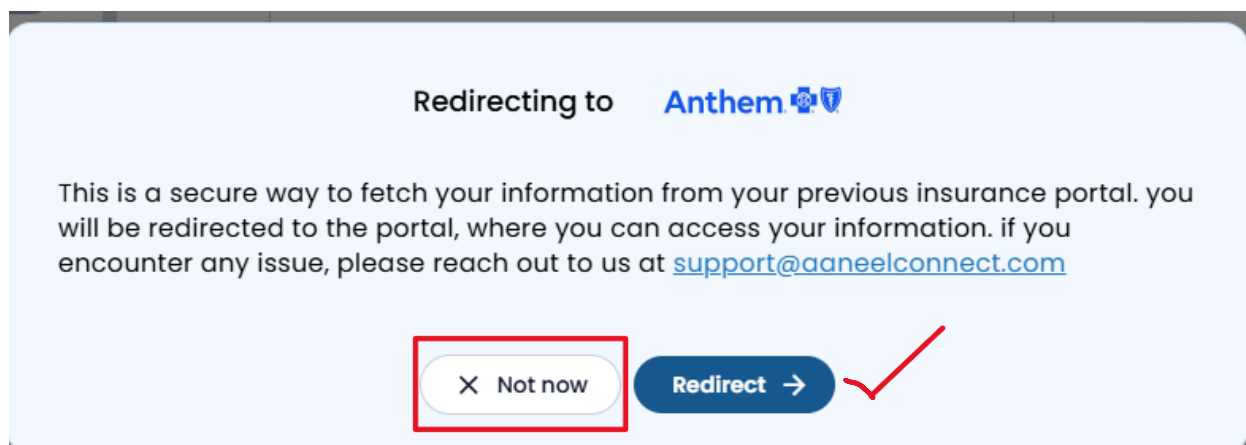 Redirecting to Anthem
This is a secure way to fetch your information from your previous insurance portal. you
will be redirected to the portal, where you can access your information. if you
encounter any issue, please reach out to us at support@aaneelconnect.com
Not now Redirect